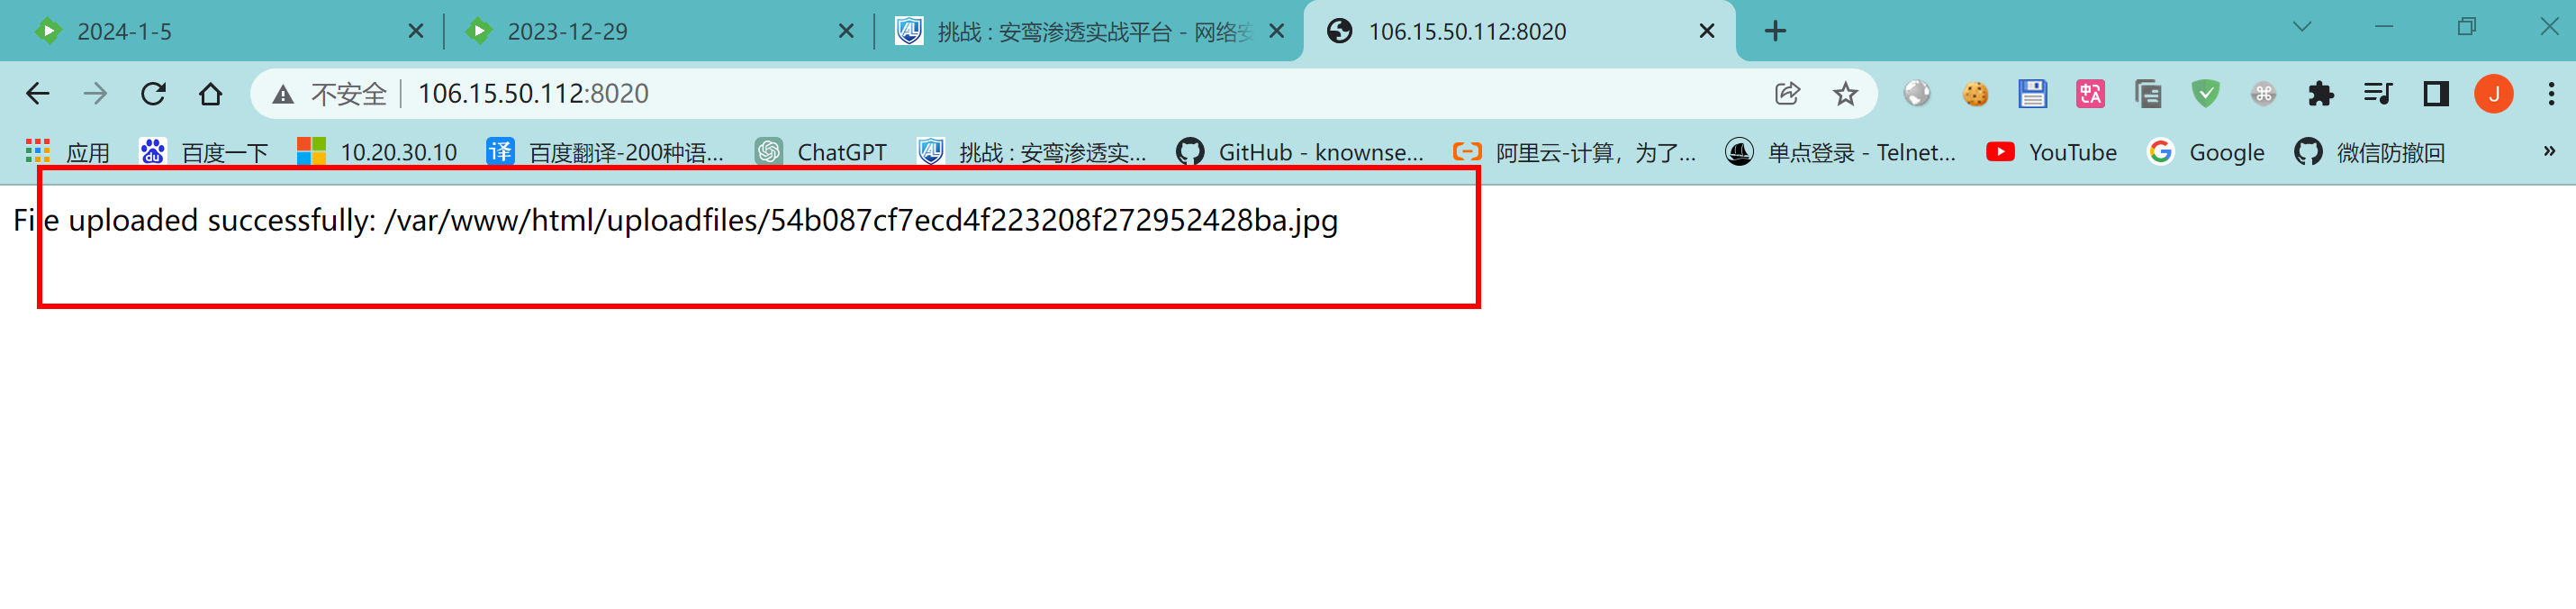 2024-1-5
2023-12-29
挑战 : 安鸾渗透实战平台 - 网络安
106.15.50.112:8020
不安全
106.15.50.112:8020
J
应用
百度一下
10.20.30.10
译
百度翻译-200种语...
ChatGPT
挑战 : 安鸾渗透实...
GitHub - knownse...
阿里云-计算，为了...
单点登录 - Telnet...
YouTube
Google
微信防撤回
»
File uploaded successfully: /var/www/html/uploadfiles/54b087cf7ecd4f223208f272952428ba.jpg